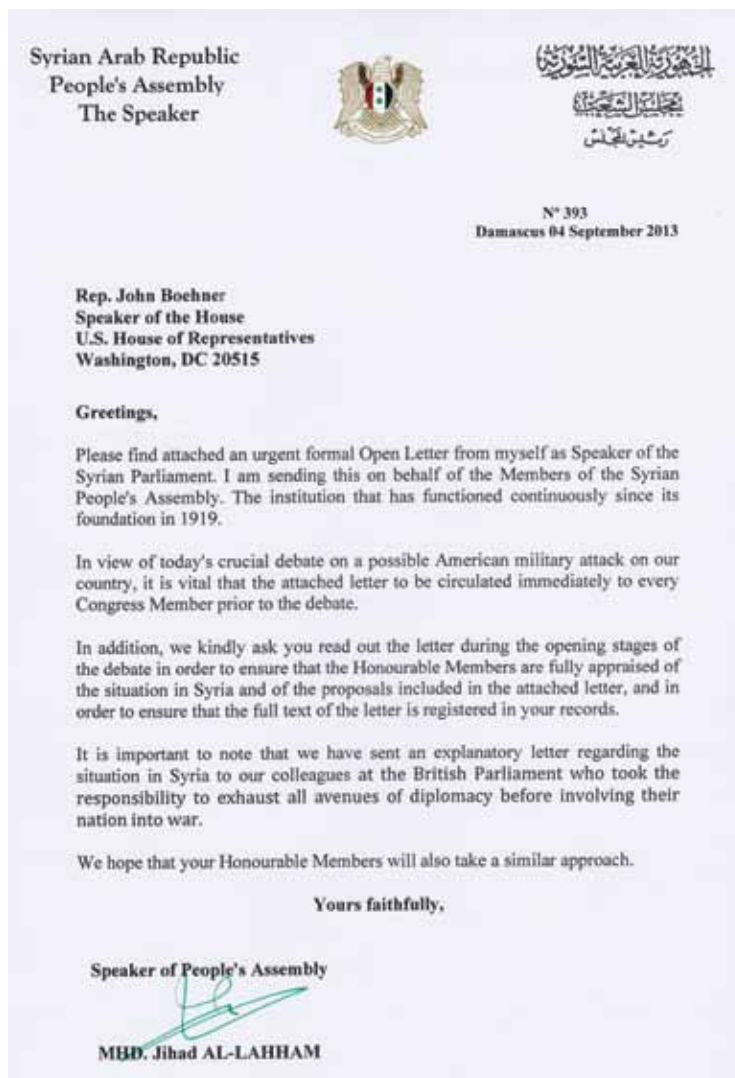 Syrian Arab Republic
People's Assembly
The Speaker
الجمهورية العربية السورية
مجلس الشعب
رئيس المجلس
Nº 393
Damascus 04 September 2013
Rep. John Boehner
Speaker of the House
U.S. House of Representatives
Washington, DC 20515
Greetings,
Please find attached an urgent formal Open Letter from myself as Speaker of the
Syrian Parliament. I am sending this on behalf of the Members of the Syrian
People's Assembly. The institution that has functioned continuously since its
foundation in 1919.
In view of today's crucial debate on a possible American military attack on our
country, it is vital that the attached letter to be circulated immediately to every
Congress Member prior to the debate.
In addition, we kindly ask you read out the letter during the opening stages of
the debate in order to ensure that the Honourable Members are fully appraised of
the situation in Syria and of the proposals included in the attached letter, and in
order to ensure that the full text of the letter is registered in your records.
It is important to note that we have sent an explanatory letter regarding the
situation in Syria to our colleagues at the British Parliament who took the
responsibility to exhaust all avenues of diplomacy before involving their
nation into war.
We hope that your Honourable Members will also take a similar approach.
Yours faithfully,
Speaker of People's Assembly
MHD. Jihad AL-LAHHAM